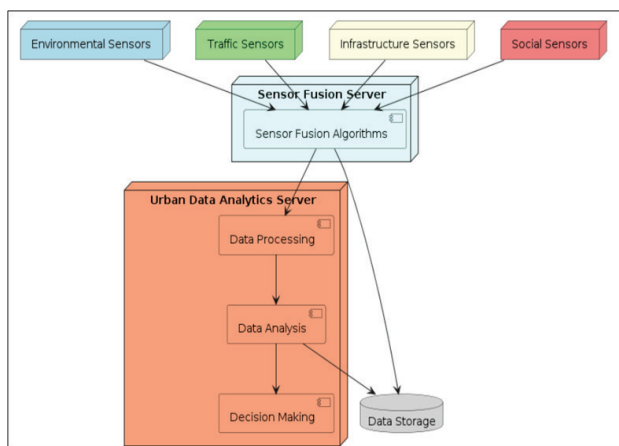 Environmental Sensors
Traffic Sensors
Infrastructure Sensors
Social Sensors
Sensor Fusion Server
Sensor Fusion Algorithms
Urban Data Analytics Server
Data Processing
Data Analysis
Decision Making
Data Storage